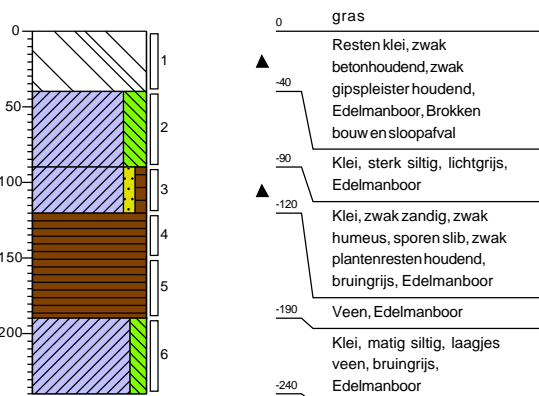 0
50
100
150
200
1
2
3
4
5
6
0
gras
Resten klei, zwak
betonhoudend, zwak
-40
gipspleister houdend,
Edelmanboor, Brokken
bouw en sloopafval
-90
Klei, sterk siltig, lichtgrijs,
Edelmanboor
-120
Klei, zwak zandig, zwak
humeus, sporen slib, zwak
plantenresten houdend,
bruingrijs, Edelmanboor
-190
Veen, Edelmanboor
Klei, matig siltig, laagjes
veen, bruingrijs,
-240
Edelmanboor